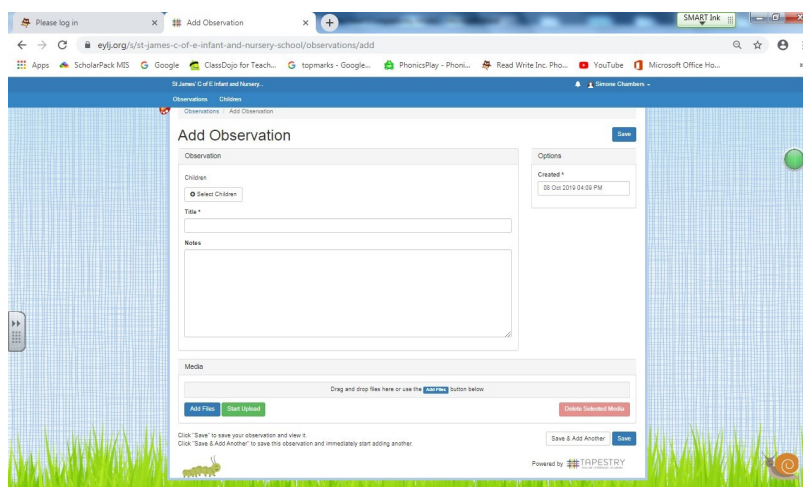 Please log in
Add Observation
SMART Ink
eylj.org/s/st-james-c-of-e-infant-and-nursery-school/observations/add
Apps ScholarPack MIS Google ClassDojo for Teach... topmarks - Google... PhonicsPlay - Phoni... Read Write Inc. Pho... YouTube Microsoft Office Ho...
St James' C of E Infant and Nursery... Simone Chambers
Observations Children
Observations / Add Observation
Add Observation
Save
Observation
Options
Children
Created *
Select Children
08 Oct 2019 04:09 PM
Title *
Notes
Media
Drag and drop files here or use the Add Files button below
Add Files Start Upload Delete Selected Media
Click "Save" to save your observation and view it.
Click "Save & Add Another" to save this observation and immediately start adding another.
Save & Add Another Save
Powered by TAPESTRY